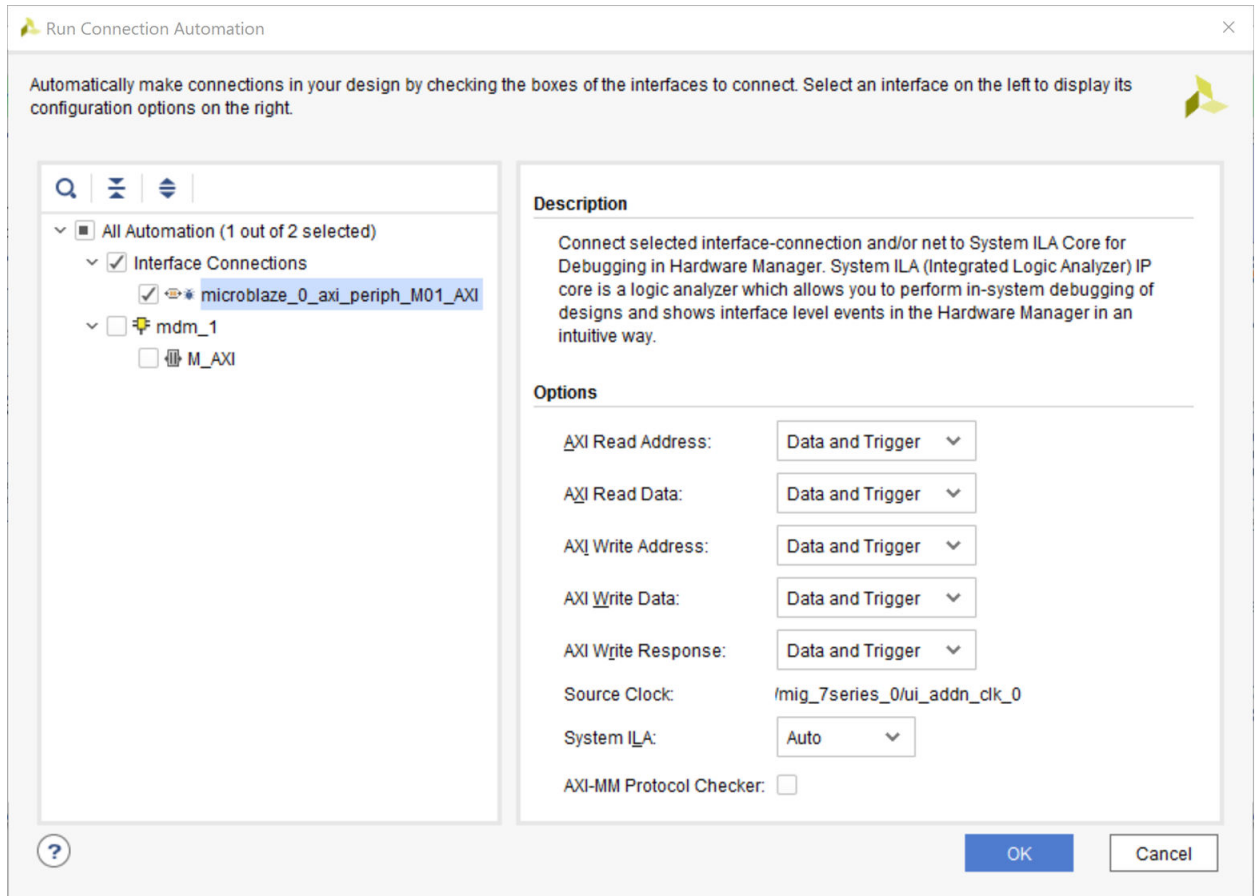 Run Connection Automation
Automatically make connections in your design by checking the boxes of the interfaces to connect. Select an interface on the left to display its
configuration options on the right.
All Automation (1 out of 2 selected)
Interface Connections
microblaze_0_axi_periph_M01_AXI
mdm_1
M_AXI
Description
Connect selected interface-connection and/or net to System ILA Core for
Debugging in Hardware Manager. System ILA (Integrated Logic Analyzer) IP
core is a logic analyzer which allows you to perform in-system debugging of
designs and shows interface level events in the Hardware Manager in an
intuitive way.
Options
AXI Read Address: Data and Trigger
AXI Read Data: Data and Trigger
AXI Write Address: Data and Trigger
AXI Write Data: Data and Trigger
AXI Write Response: Data and Trigger
Source Clock: /mig_7series_0/ui_addn_clk_0
System ILA: Auto
AXI-MM Protocol Checker:
?
OK
Cancel